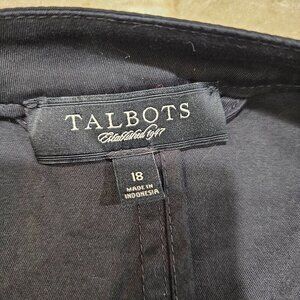 TALBOTS
Established 1947
18
MADE IN
INDONESIA